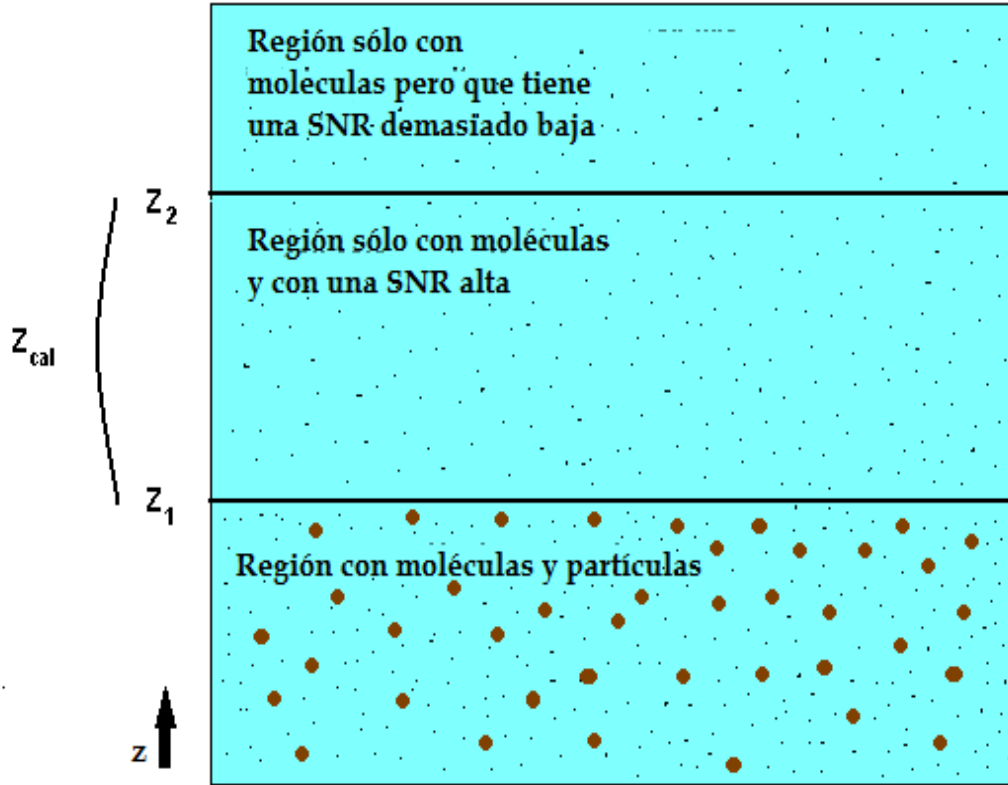 Región sólo con
moléculas pero que tiene
una SNR demasiado baja
Z2
Región sólo con moléculas
y con una SNR alta
Zcal
Z1
Región con moléculas y partículas
z